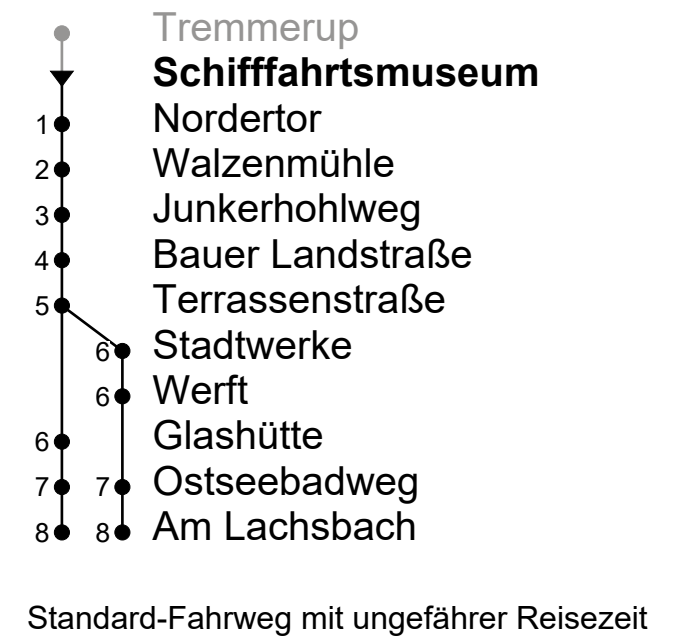 Tremmerup
Schifffahrtsmuseum
1 Nordertor
2 Walzenmühle
3 Junkerhohlweg
4 Bauer Landstraße
5 Terrassenstraße
6 Stadtwerke
6 Werft
6 Glashütte
7 7 Ostseebadweg
8 8 Am Lachsbach
Standard-Fahrweg mit ungefährer Reisezeit